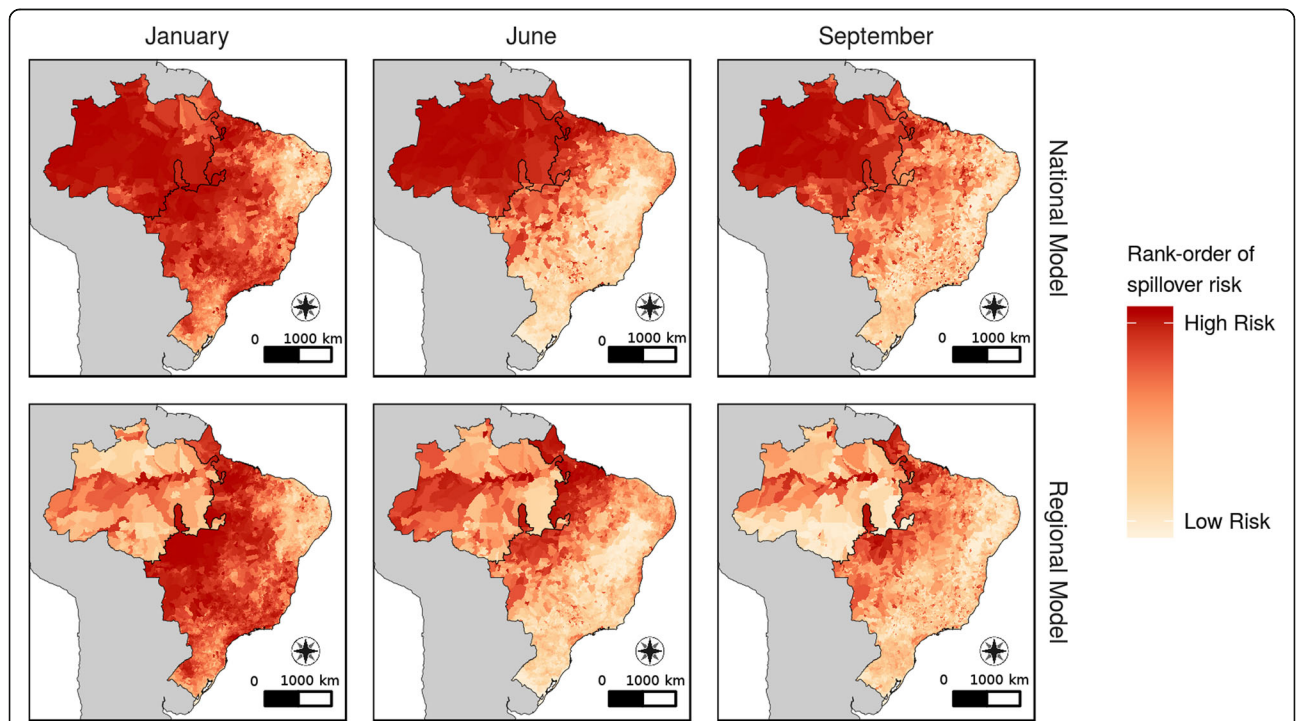 January
June
September
0 1000 km
0 1000 km
0 1000 km
National Model
0 1000 km
0 1000 km
0 1000 km
Regional Model
Rank-order of
spillover risk
High Risk
Low Risk